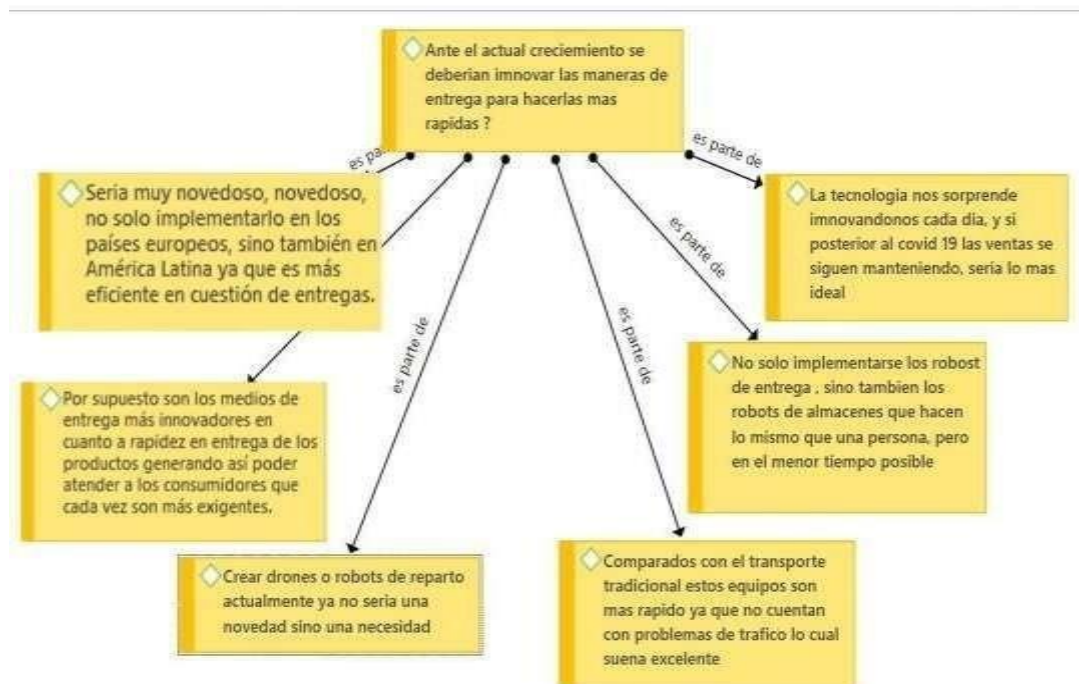 Ante el actual creciemiento se
deberian imnovar las maneras de
entrega para hacerlas mas
rapidas ?
es
es parte de
Seria muy novedoso, novedoso,
no solo implementarlo en los
países europeos, sino también en
América Latina ya que es más
eficiente en cuestión de entregas.
La tecnologia nos sorprende
imnovandonos cada dia, y si
posterior al covid 19 las ventas se
siguen manteniendo, seria lo mas
ideal
es parte de
es parte de
es parte de
No solo implementarse los robost
de entrega , sino tambien los
robots de almacenes que hacen
lo mismo que una persona, pero
en el menor tiempo posible
Por supuesto son los medios de
entrega más innovadores en
cuanto a rapidez en entrega de los
productos generando así poder
atender a los consumidores que
cada vez son más exigentes.
Crear drones o robots de reparto
actualmente ya no seria una
novedad sino una necesidad
Comparados con el transporte
tradicional estos equipos son
mas rapido ya que no cuentan
con problemas de trafico lo cual
suena excelente